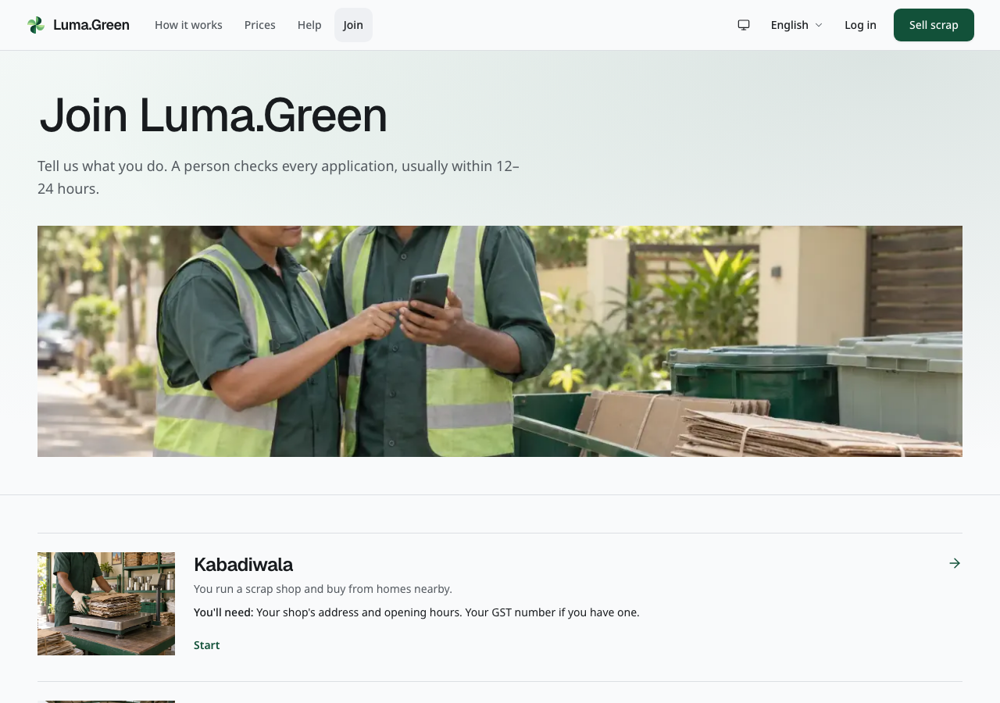 Luma.Green
How it works
Prices
Help
Join
English
Log in
Sell scrap
Join Luma.Green
Tell us what you do. A person checks every application, usually within 12–
24 hours.
Kabadiwala
You run a scrap shop and buy from homes nearby.
You'll need: Your shop's address and opening hours. Your GST number if you have one.
Start